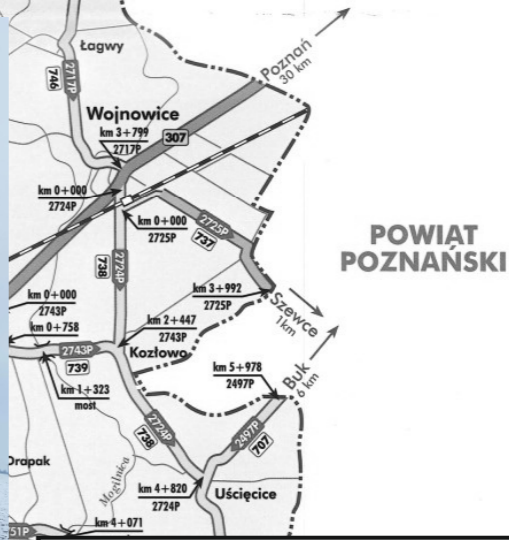 Łagwy
Poznań
30 km
746
2717P
Wojnowice
km 3+799
2717P
307
km 0+000
2724P
km 0+000
2725P
2725P
737
POWIAT
POZNAŃSKI
738
2724P
km 3+992
2725P
Szewce
1km
km 0+000
2743P
km 0+758
km 2+447
2743P
2743P
739
Kozłowo
km 1+323
most
km 5+978
2497P
Buk
6 km
2724P
738
2497P
707
Drapak
Mogilnica
km 4+820
2724P
Uścięcice
51P
km 4+071